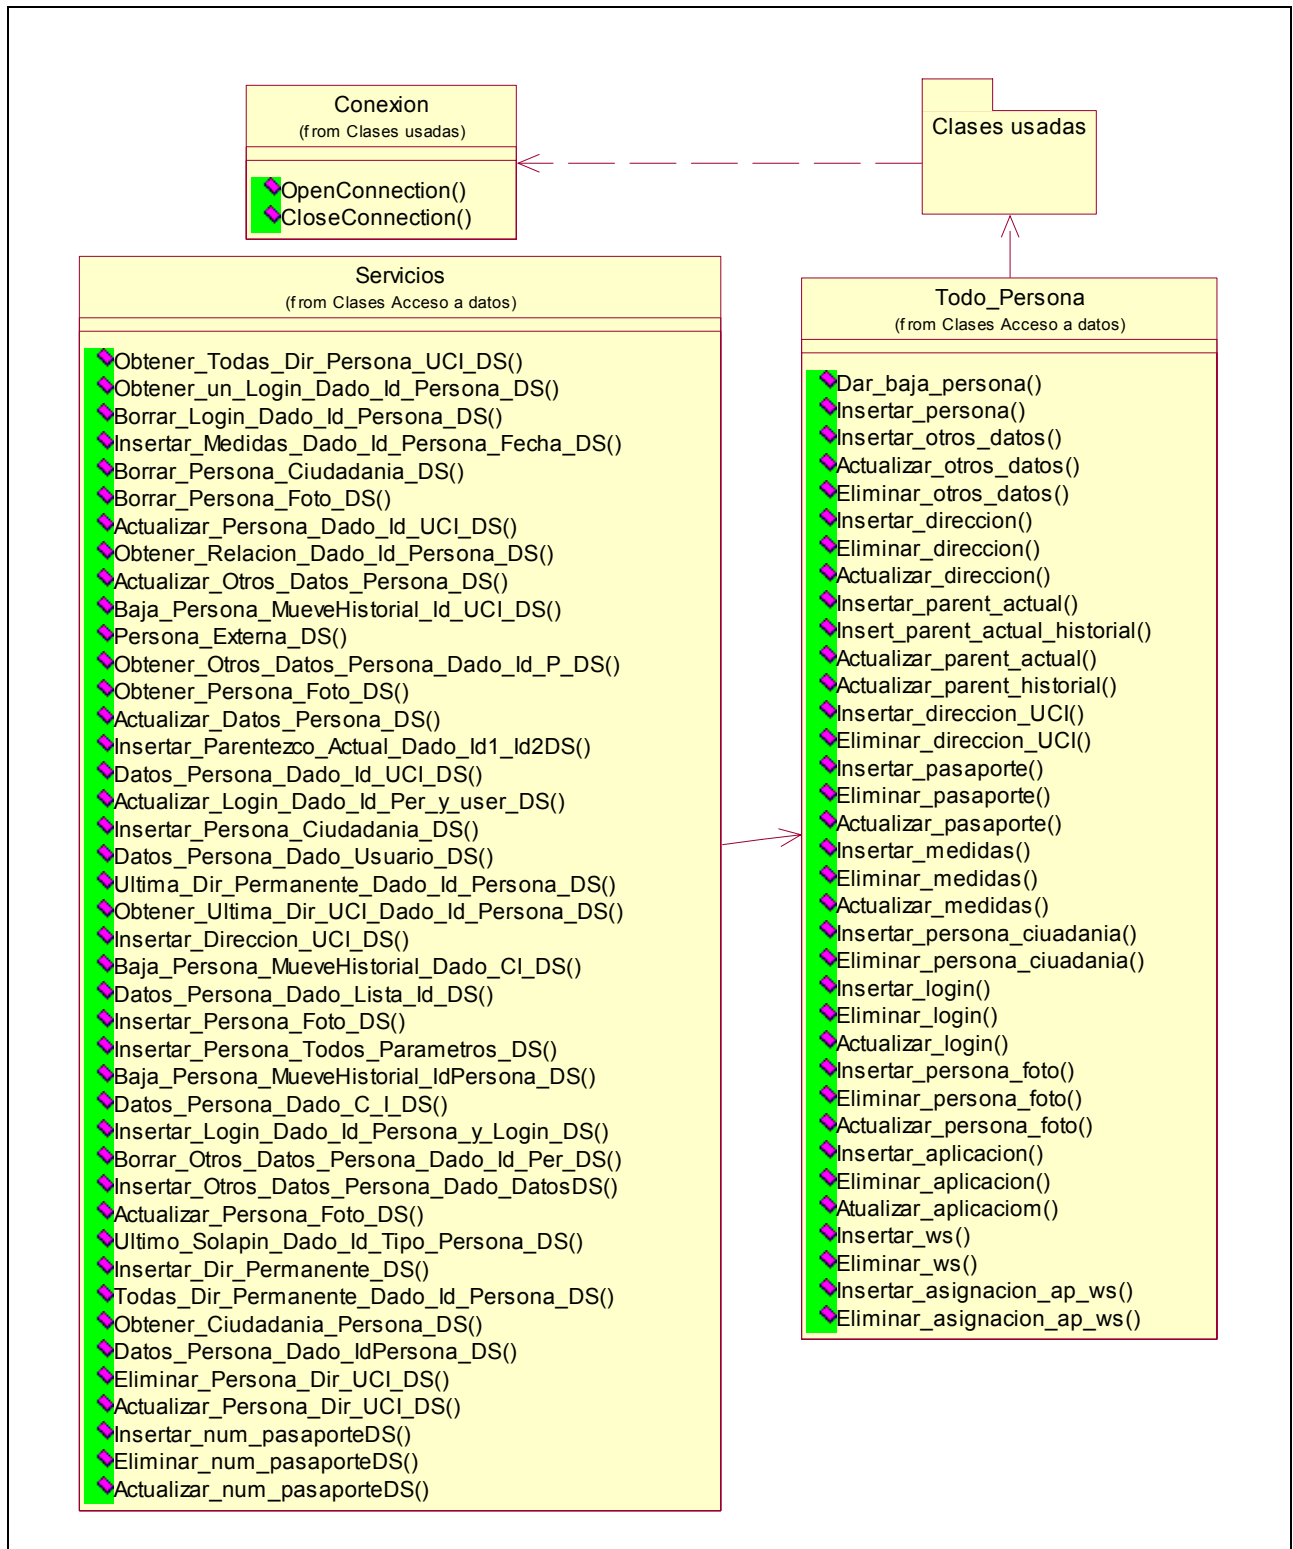 Conexion
(from Clases usadas)
OpenConnection()
CloseConnection()
Clases usadas
Servicios
(from Clases Acceso a datos)
Obtener_Todas_Dir_Persona_UCI_DS()
Obtener_un_Login_Dado_Id_Persona_DS()
Borrar_Login_Dado_Id_Persona_DS()
Insertar_Medidas_Dado_Id_Persona_Fecha_DS()
Borrar_Persona_Ciudadania_DS()
Borrar_Persona_Foto_DS()
Actualizar_Persona_Dado_Id_UCI_DS()
Obtener_Relacion_Dado_Id_Persona_DS()
Actualizar_Otros_Datos_Persona_DS()
Baja_Persona_MueveHistorial_Id_UCI_DS()
Persona_Externa_DS()
Obtener_Otros_Datos_Persona_Dado_Id_P_DS()
Obtener_Persona_Foto_DS()
Actualizar_Datos_Persona_DS()
Insertar_Parentezco_Actual_Dado_Id1_Id2DS()
Datos_Persona_Dado_Id_UCI_DS()
Actualizar_Login_Dado_Id_Per_y_user_DS()
Insertar_Persona_Ciudadania_DS()
Datos_Persona_Dado_Usuario_DS()
Ultima_Dir_Permanente_Dado_Id_Persona_DS()
Obtener_Ultima_Dir_UCI_Dado_Id_Persona_DS()
Insertar_Direccion_UCI_DS()
Baja_Persona_MueveHistorial_Dado_CI_DS()
Datos_Persona_Dado_Lista_Id_DS()
Insertar_Persona_Foto_DS()
Insertar_Persona_Todos_Parametros_DS()
Baja_Persona_MueveHistorial_IdPersona_DS()
Datos_Persona_Dado_C_I_DS()
Insertar_Login_Dado_Id_Persona_y_Login_DS()
Borrar_Otros_Datos_Persona_Dado_Id_Per_DS()
Insertar_Otros_Datos_Persona_Dado_DatosDS()
Actualizar_Persona_Foto_DS()
Ultimo_Solapin_Dado_Id_Tipo_Persona_DS()
Insertar_Dir_Permanente_DS()
Todas_Dir_Permanente_Dado_Id_Persona_DS()
Obtener_Ciudadania_Persona_DS()
Datos_Persona_Dado_IdPersona_DS()
Eliminar_Persona_Dir_UCI_DS()
Actualizar_Persona_Dir_UCI_DS()
Insertar_num_pasaporteDS()
Eliminar_num_pasaporteDS()
Actualizar_num_pasaporteDS()
Todo_Persona
(from Clases Acceso a datos)
Dar_baja_persona()
Insertar_persona()
Insertar_otros_datos()
Actualizar_otros_datos()
Eliminar_otros_datos()
Insertar_direccion()
Eliminar_direccion()
Actualizar_direccion()
Insertar_parent_actual()
Insert_parent_actual_historial()
Actualizar_parent_actual()
Actualizar_parent_historial()
Insertar_direccion_UCI()
Eliminar_direccion_UCI()
Insertar_pasaporte()
Eliminar_pasaporte()
Actualizar_pasaporte()
Insertar_medidas()
Eliminar_medidas()
Actualizar_medidas()
Insertar_persona_ciuadania()
Eliminar_persona_ciuadania()
Insertar_login()
Eliminar_login()
Actualizar_login()
Insertar_persona_foto()
Eliminar_persona_foto()
Actualizar_persona_foto()
Insertar_aplicacion()
Eliminar_aplicacion()
Atualizar_aplicaciom()
Insertar_ws()
Eliminar_ws()
Insertar_asignacion_ap_ws()
Eliminar_asignacion_ap_ws()